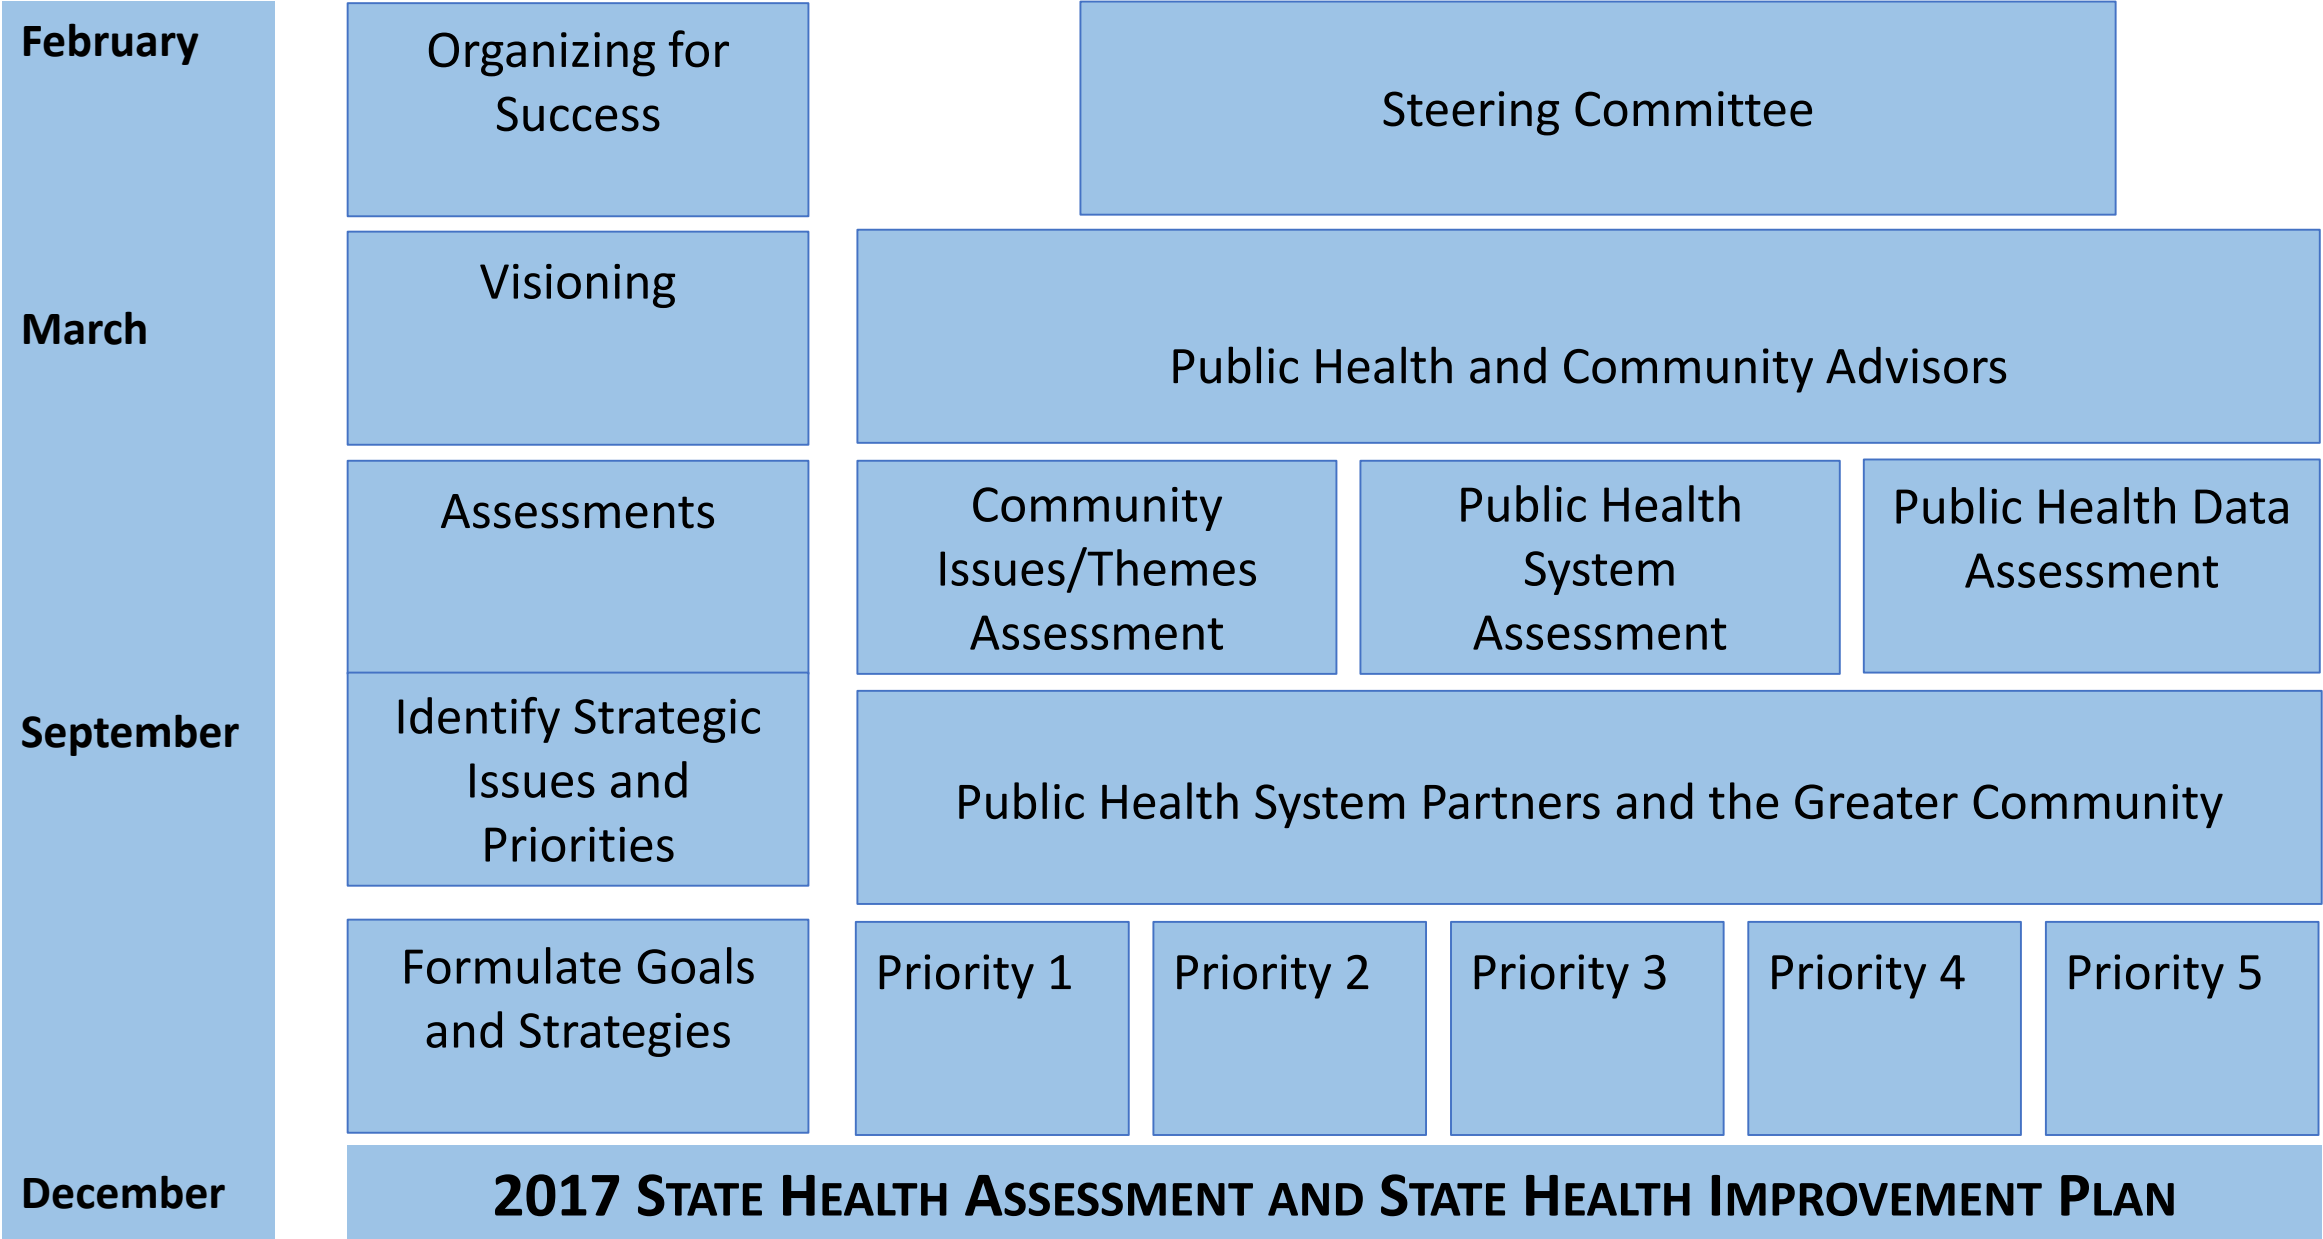 February
Organizing for
Success
Steering Committee
March
Visioning
Public Health and Community Advisors
Assessments
Community
Issues/Themes
Assessment
Public Health
System
Assessment
Public Health Data
Assessment
September
Identify Strategic
Issues and
Priorities
Public Health System Partners and the Greater Community
Formulate Goals
and Strategies
Priority 1
Priority 2
Priority 3
Priority 4
Priority 5
December
2017 STATE HEALTH ASSESSMENT AND STATE HEALTH IMPROVEMENT PLAN